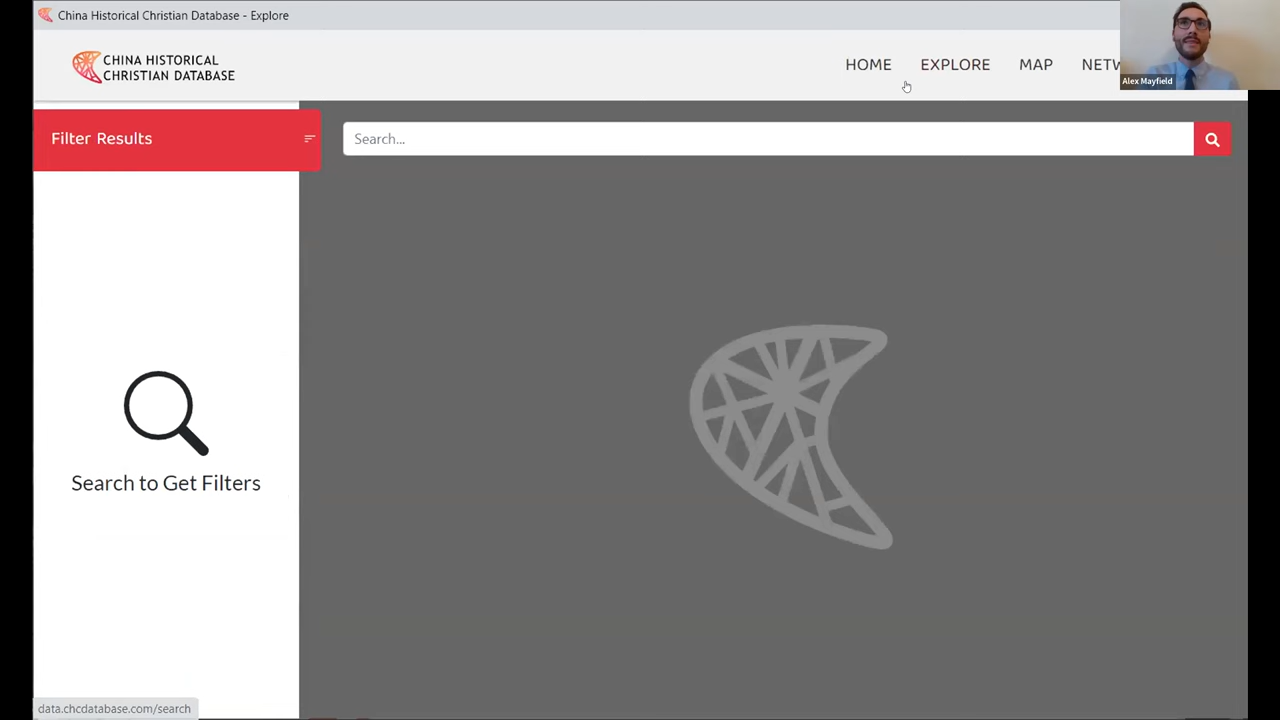 China Historical Christian Database - Explore
CHINA HISTORICAL
CHRISTIAN DATABASE
HOME
EXPLORE
MAP
Alex Mayfield
Filter Results
Search...
Search to Get Filters
data.chcdatabase.com/search